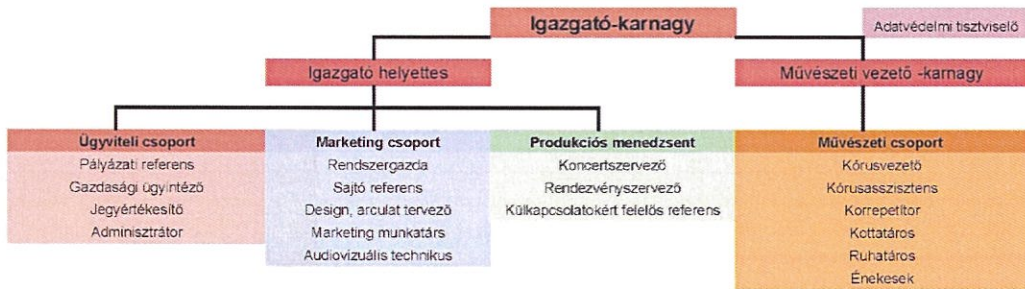 Igazgató-karnagy
Adatvédelmi tisztviselő
Igazgató helyettes
Művészeti vezető -karnagy
Ügyviteli csoport
Pályázati referens
Gazdasági ügyintéző
Jegyértékesítő
Adminisztrátor
Marketing csoport
Rendszergazda
Sajtó referens
Design, arculat tervező
Marketing munkatárs
Audiovizuális technikus
Produkciós menedzsent
Koncertszervező
Rendezvényszervező
Külkapcsolatokért felelős referens
Művészeti csoport
Kórusvezető
Kórusasszisztens
Korrepetítor
Kottatáros
Ruhatáros
Énekesek